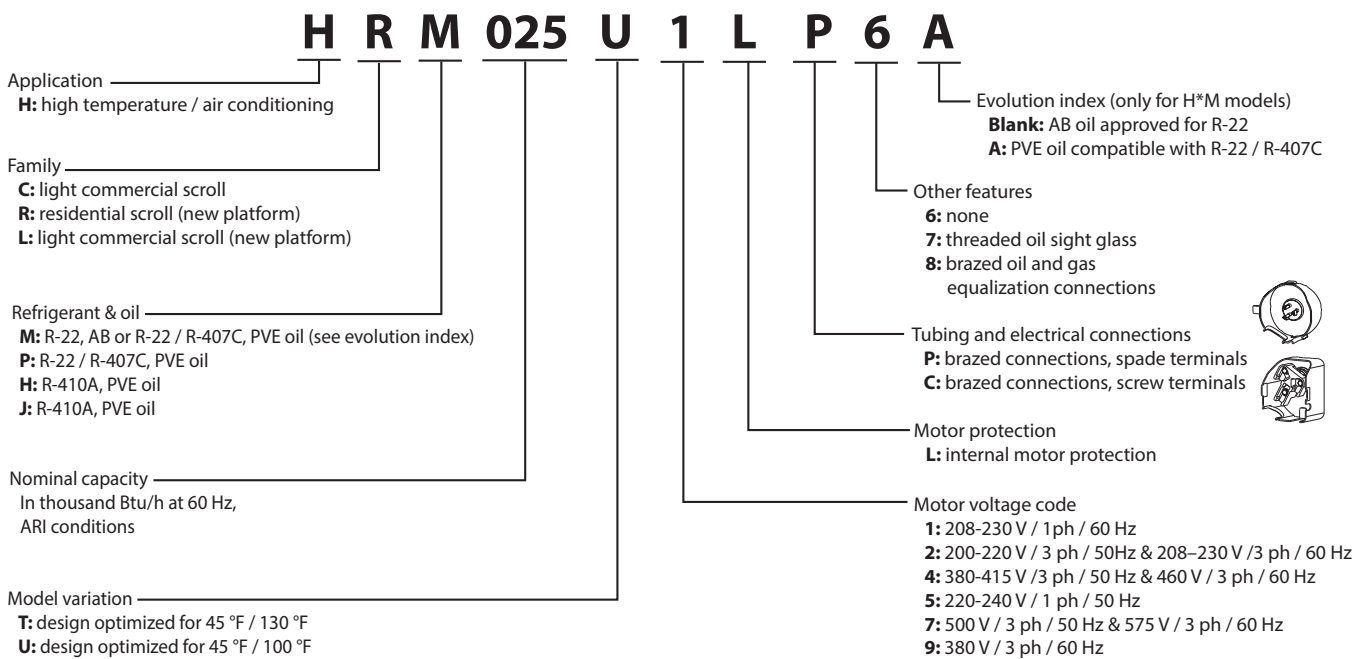 H R M 025 U 1 L P 6 A
Application
H: high temperature / air conditioning
Family
C: light commercial scroll
R: residential scroll (new platform)
L: light commercial scroll (new platform)
Refrigerant & oil
M: R-22, AB or R-22 / R-407C, PVE oil (see evolution index)
P: R-22 / R-407C, PVE oil
H: R-410A, PVE oil
J: R-410A, PVE oil
Nominal capacity
In thousand Btu/h at 60 Hz,
ARI conditions
Model variation
T: design optimized for 45 °F / 130 °F
U: design optimized for 45 °F / 100 °F
Evolution index (only for H*M models)
Blank: AB oil approved for R-22
A: PVE oil compatible with R-22 / R-407C
Other features
6: none
7: threaded oil sight glass
8: brazed oil and gas
equalization connections
Tubing and electrical connections
P: brazed connections, spade terminals
C: brazed connections, screw terminals
Motor protection
L: internal motor protection
Motor voltage code
1: 208-230 V / 1ph / 60 Hz
2: 200-220 V / 3 ph / 50Hz & 208–230 V /3 ph / 60 Hz
4: 380-415 V /3 ph / 50 Hz & 460 V / 3 ph / 60 Hz
5: 220-240 V / 1 ph / 50 Hz
7: 500 V / 3 ph / 50 Hz & 575 V / 3 ph / 60 Hz
9: 380 V / 3 ph / 60 Hz